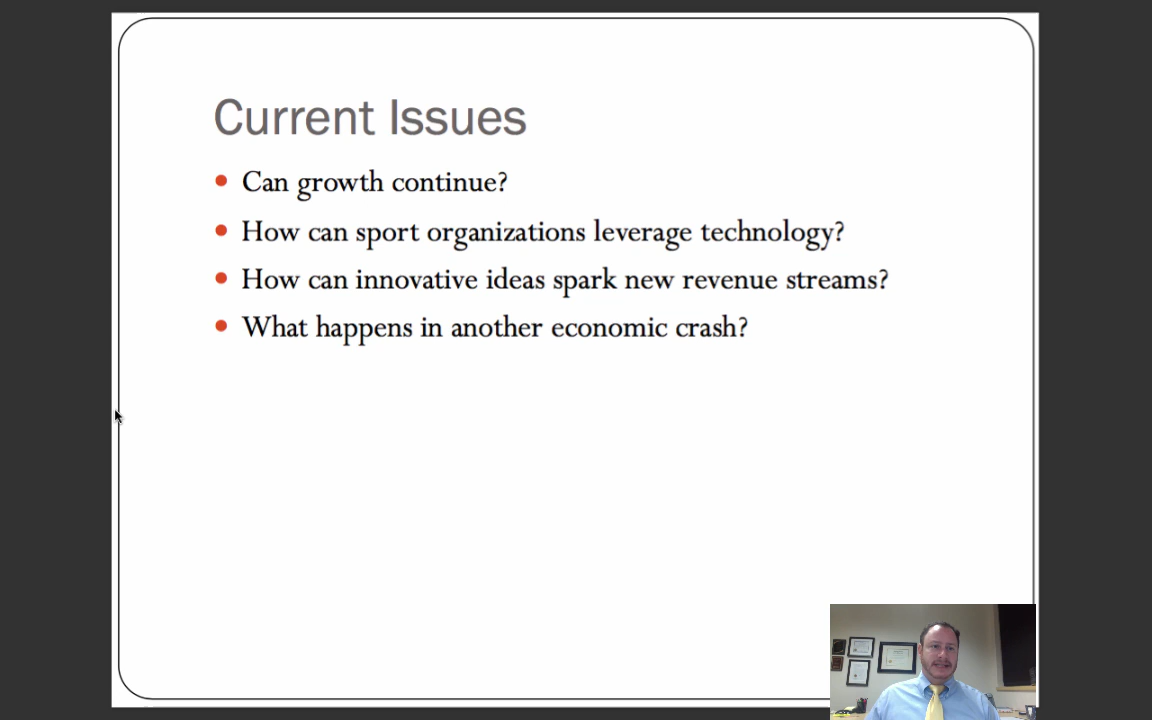 Current Issues
Can growth continue?
How can sport organizations leverage technology?
How can innovative ideas spark new revenue streams?
What happens in another economic crash?